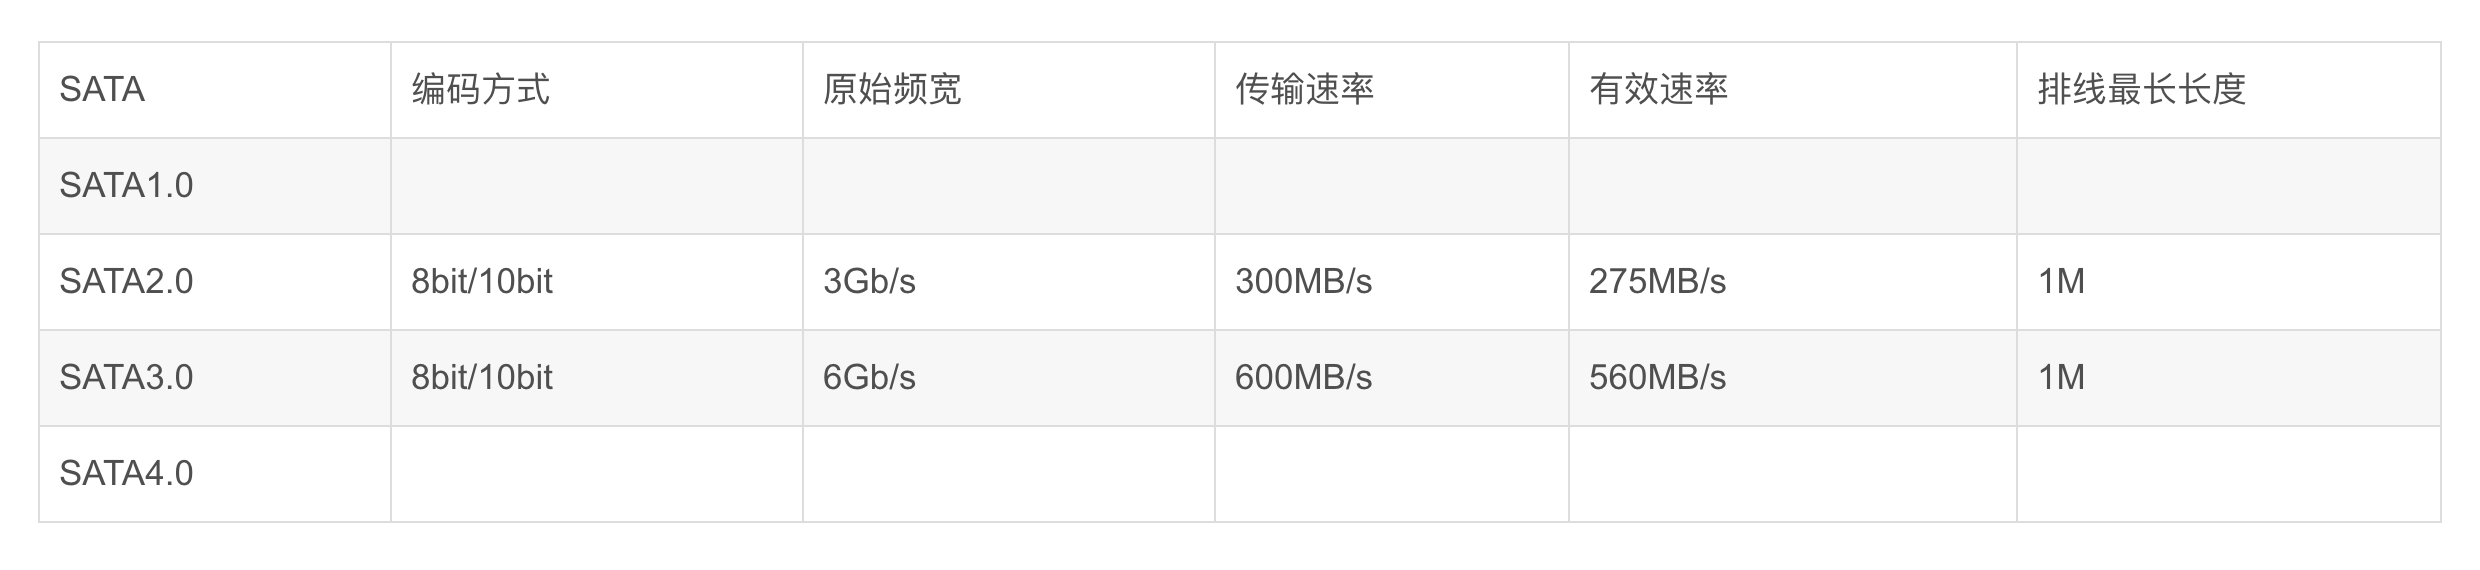 SATA 编码方式 原始频宽 传输速率 有效速率 排线最长长度
SATA1.0
SATA2.0 8bit/10bit 3Gb/s 300MB/s 275MB/s 1M
SATA3.0 8bit/10bit 6Gb/s 600MB/s 560MB/s 1M
SATA4.0